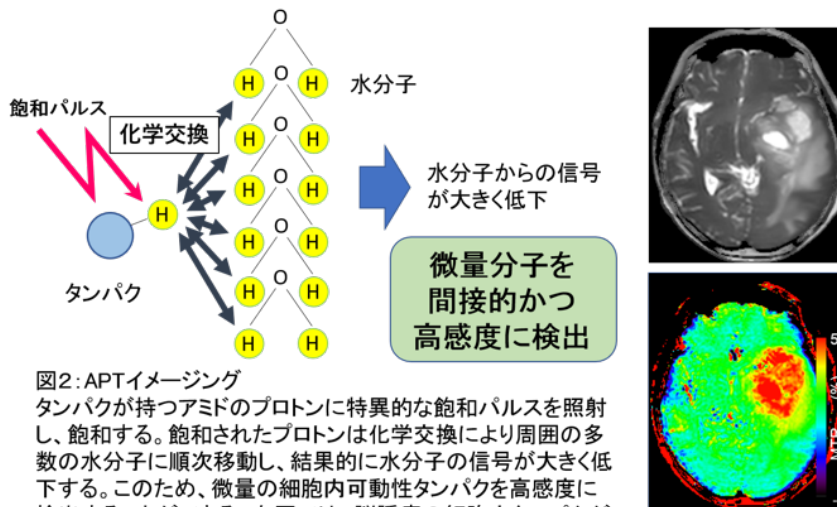 O
H O H 水分子
飽和パルス
化学交換
H O H
H O H
水分子からの信号
が大きく低下
H
H O H
タンパク
H O H
H H
微量分子を
間接的かつ
高感度に検出
5
%
MTR
図2:APTイメージング
タンパクが持つアミドのプロトンに特異的な飽和パルスを照射
し、飽和する。飽和されたプロトンは化学交換により周囲の多
数の水分子に順次移動し、結果的に水分子の信号が大きく低
下する。このため、微量の細胞内可動性タンパクを高感度に